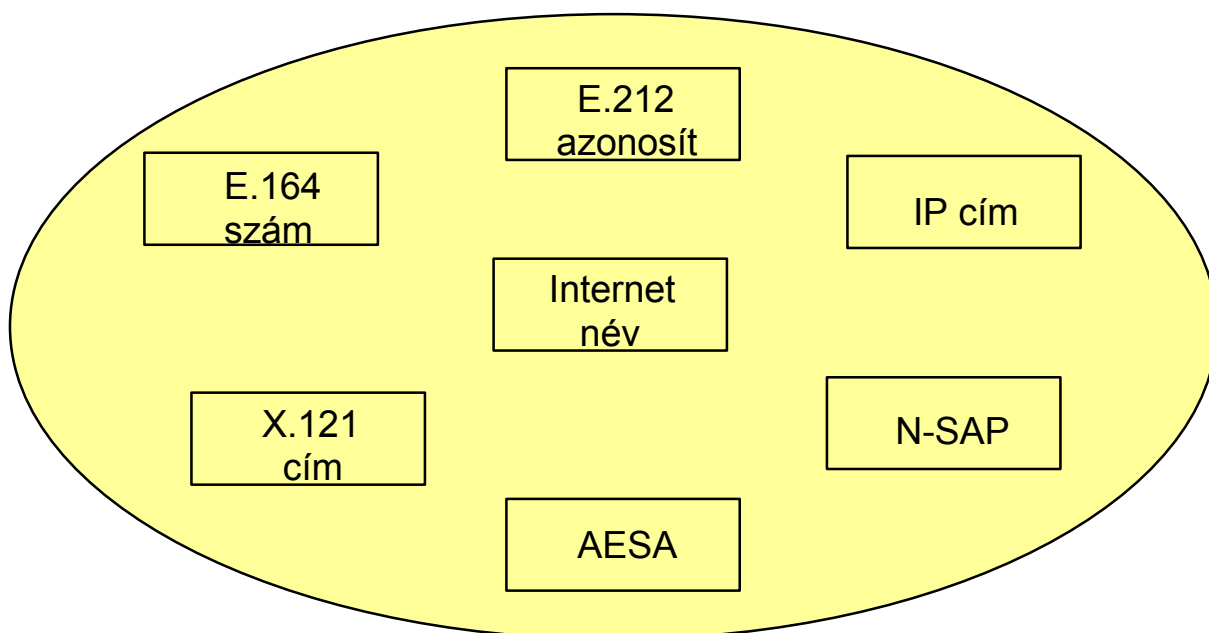 E.212
azonosít
E.164
szám
IP cím
Internet
név
X.121
cím
N-SAP
AESA